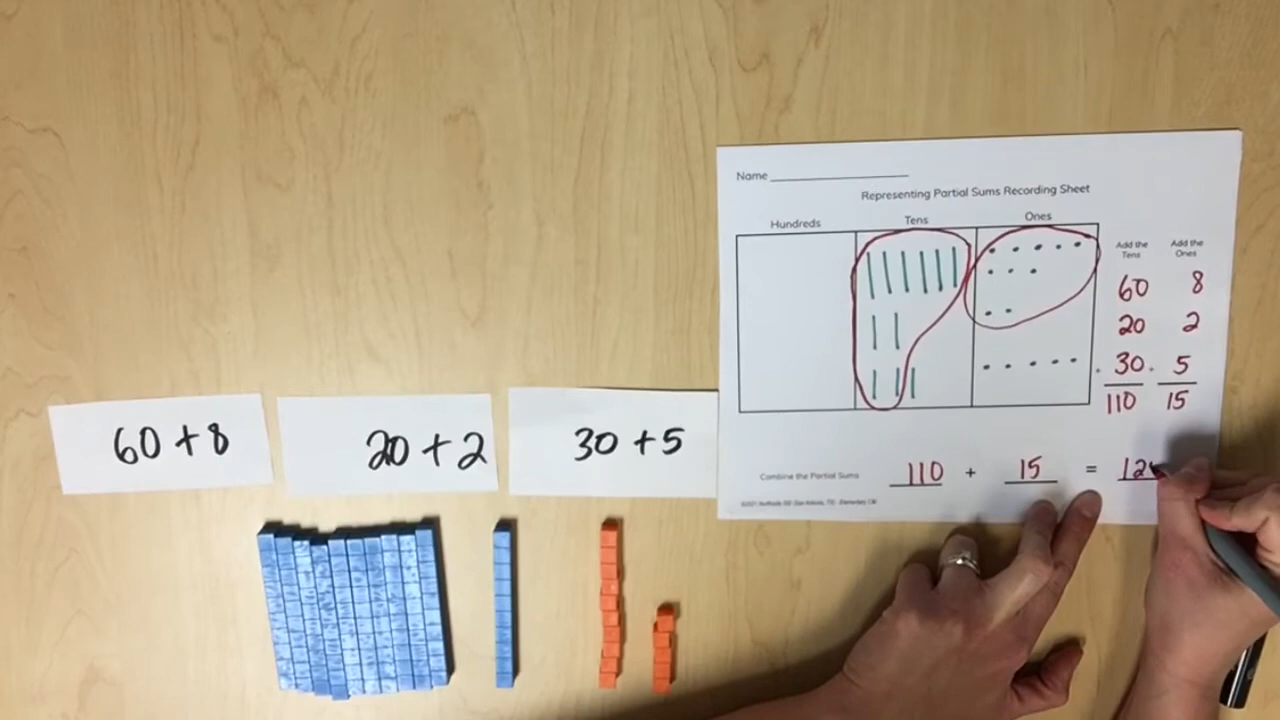 Name
Representing Partial Sums Recording Sheet
Hundreds Tens Ones
Add the Tens Add the Ones
60 8
20 2
30 5
110 15
60 + 8 20 + 2 30 + 5
Combine the Partial Sums 110 + 15 = 12